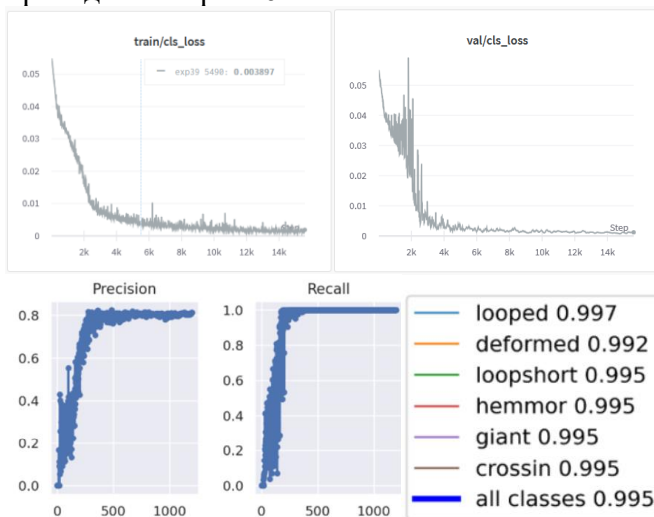 train/cls_loss
exp39 5490: 0.003897
0.05
0.04
0.03
0.02
0.01
0
2k
4k
6k
8k
10k
12k
14k
val/cls_loss
0.05
0.04
0.03
0.02
0.01
0
Step
2k
4k
6k
8k
10k
12k
14k
Precision
0.8
0.6
0.4
0.2
0.0
0
500
1000
Recall
1.0
0.8
0.6
0.4
0.2
0.0
0
500
1000
looped 0.997
deformed 0.992
loopshort 0.995
hemmor 0.995
giant 0.995
crossin 0.995
all classes 0.995